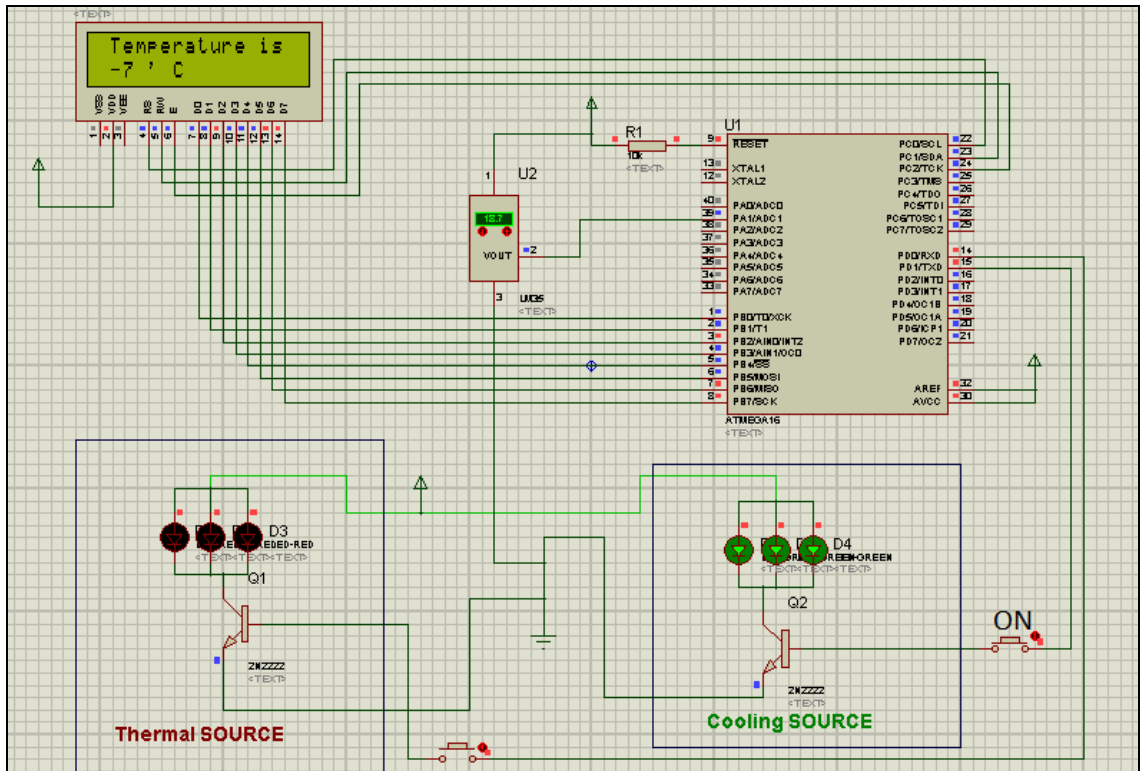 <TEXT>
Temperature is
-7 ' C
VSS
VDD
VEE
RS
RW
E
D0
D1
D2
D3
D4
D5
D6
D7
1
2
3
4
5
6
7
8
9
10
11
12
13
14
R1
10k
<TEXT>
U2
1
18.7
VOUT
2
3
LM35
<TEXT>
U1
9 RESET
13 XTAL1
12 XTAL2
40 PA0/ADC0
39 PA1/ADC1
38 PA2/ADC2
37 PA3/ADC3
36 PA4/ADC4
35 PA5/ADC5
34 PA6/ADC6
33 PA7/ADC7
1 PB0/T0/XCK
2 PB1/T1
3 PB2/AIN0/INT2
4 PB3/AIN1/OC0
5 PB4/SS
6 PB5/MOSI
7 PB6/MISO
8 PB7/SCK
PC0/SCL 22
PC1/SDA 23
PC2/TCK 24
PC3/TMS 25
PC4/TDO 26
PC5/TDI 27
PC6/TOSC1 28
PC7/TOSC2 29
PD0/RXD 14
PD1/TXD 15
PD2/INT0 16
PD3/INT1 17
PD4/OC1B 18
PD5/OC1A 19
PD6/ICP1 20
PD7/OC2 21
AREF 32
AVCC 30
ATMEGA16
<TEXT>
D3
<TEXT><TEXT><TEXT>
Q1
2N2222
<TEXT>
Thermal SOURCE
D4
<TEXT><TEXT><TEXT>
Q2
2N2222
<TEXT>
Cooling SOURCE
ON